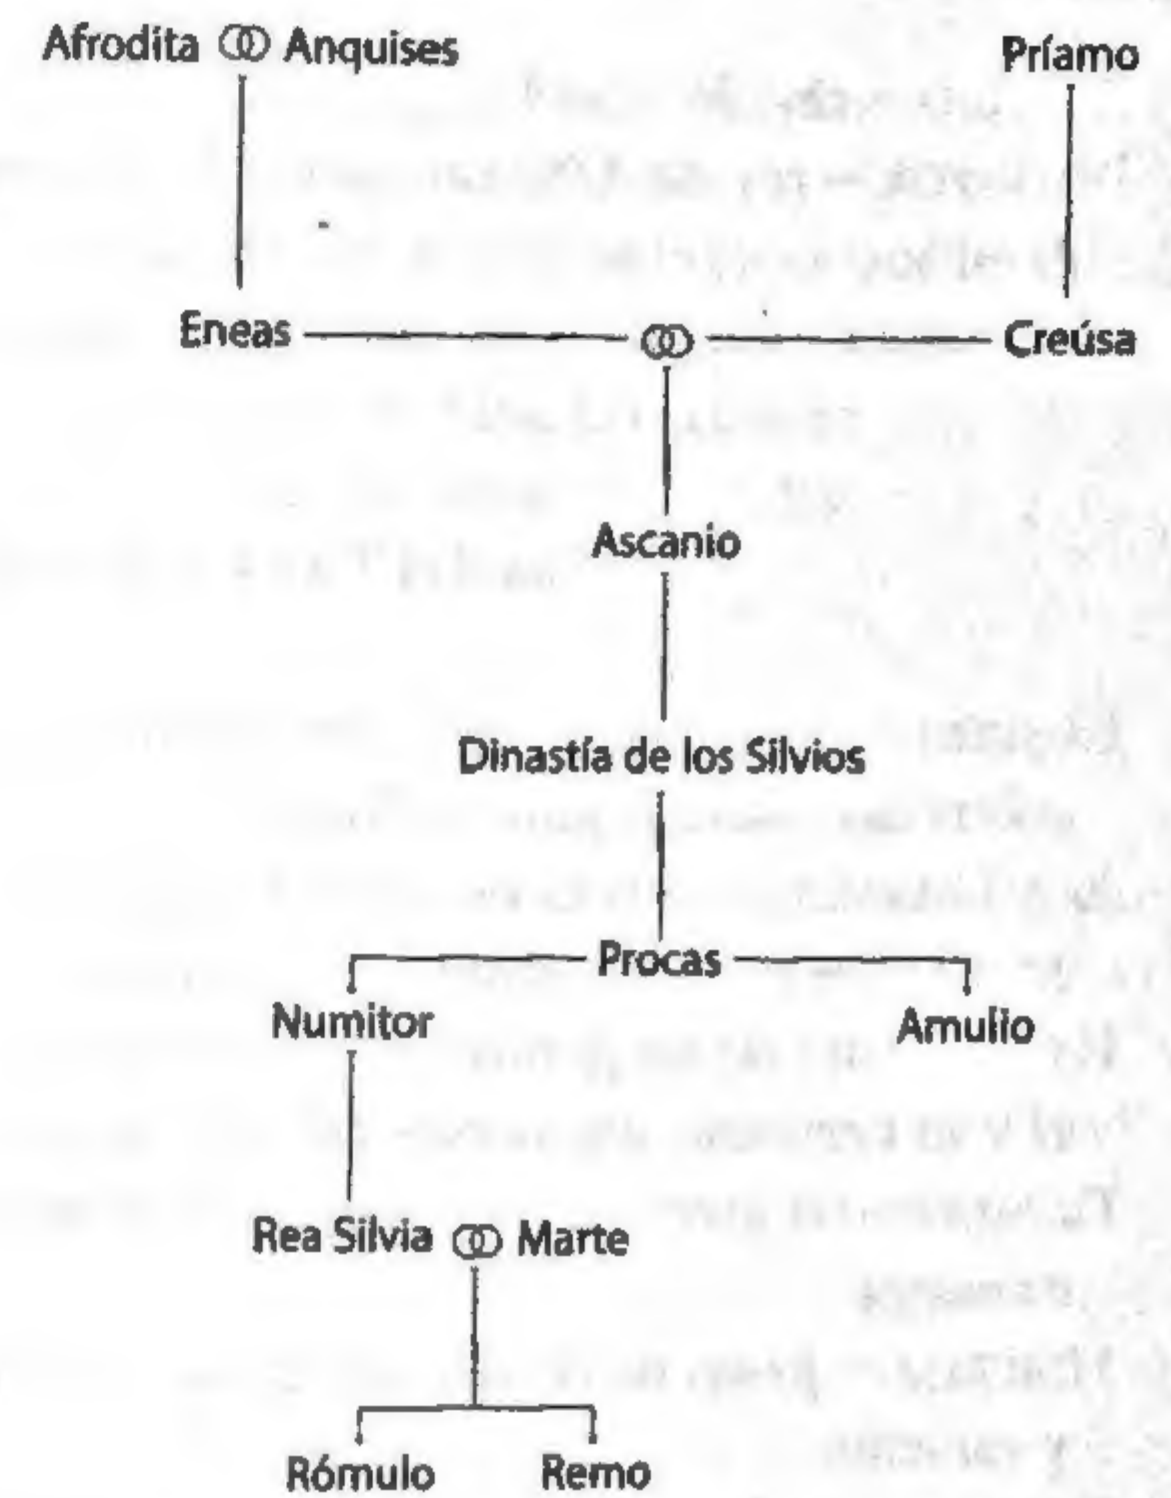 Afrodita Anquises Príamo
Eneas Creúsa
Ascanio
Dinastía de los Silvios
Procas
Numitor Amulio
Rea Silvia Marte
Rómulo Remo